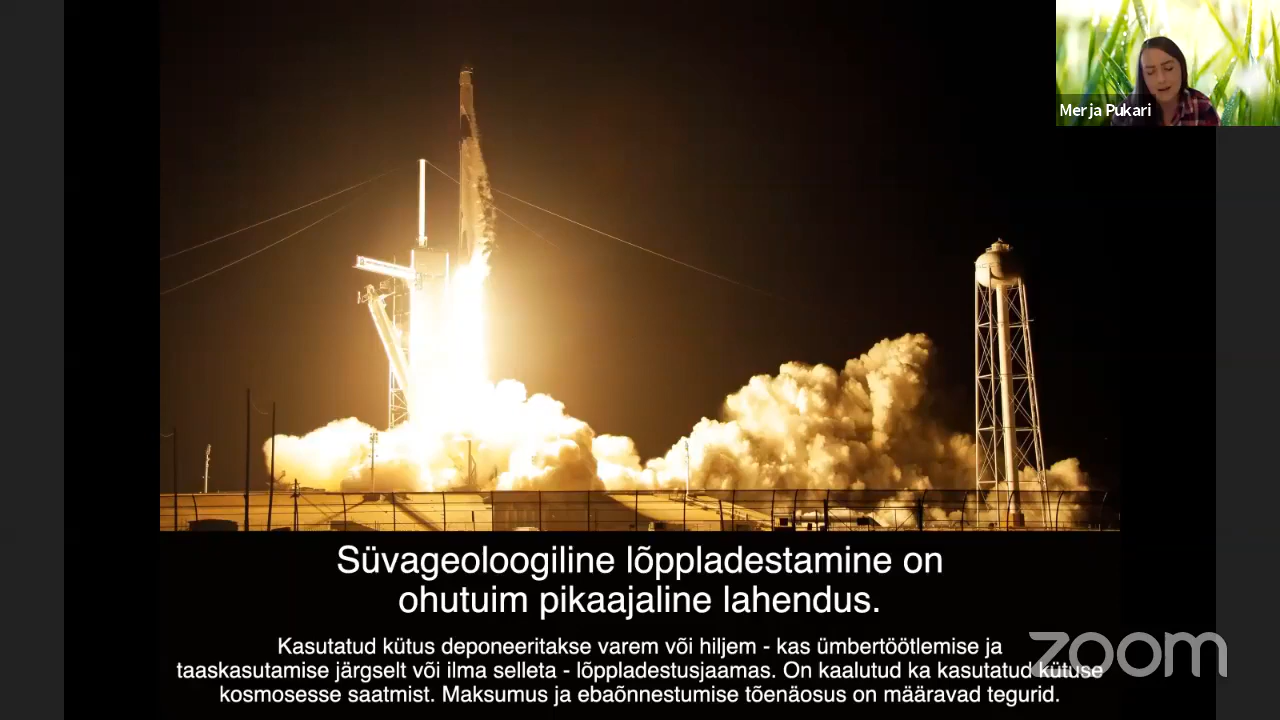 Merja Pukari
Süvageoloogiline lõppladestamine on
ohutuim pikaajaline lahendus.
Kasutatud kütus deponeeritakse varem või hiljem - kas ümbertöötlemise ja
taaskasutamise järgselt või ilma selleta - lõppladestusjaamas. On kaalutud ka kasutatud kütuse
kosmosesse saatmist. Maksumus ja ebaõnnestumise tõenäosus on määravad tegurid.
zoom